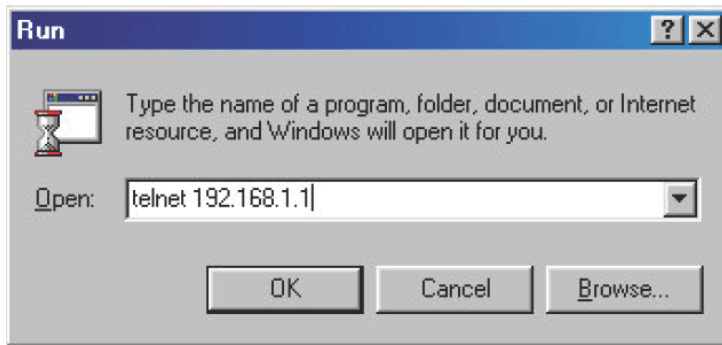 Run
Type the name of a program, folder, document, or Internet
resource, and Windows will open it for you.
Open:
telnet 192.168.1.1
OK
Cancel
Browse...